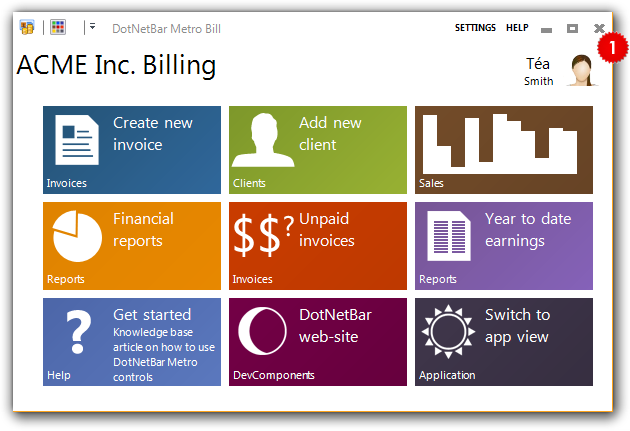 DotNetBar Metro Bill
SETTINGS HELP
1
ACME Inc. Billing
Téa
Smith
Create new
invoice
Invoices
Add new
client
Clients
Sales
Financial
reports
Reports
$$?
Unpaid
invoices
Invoices
Year to date
earnings
Reports
?
Get started
Knowledge base
article on how to use
DotNetBar Metro
controls
Help
DotNetBar
web-site
DevComponents
Switch to
app view
Application